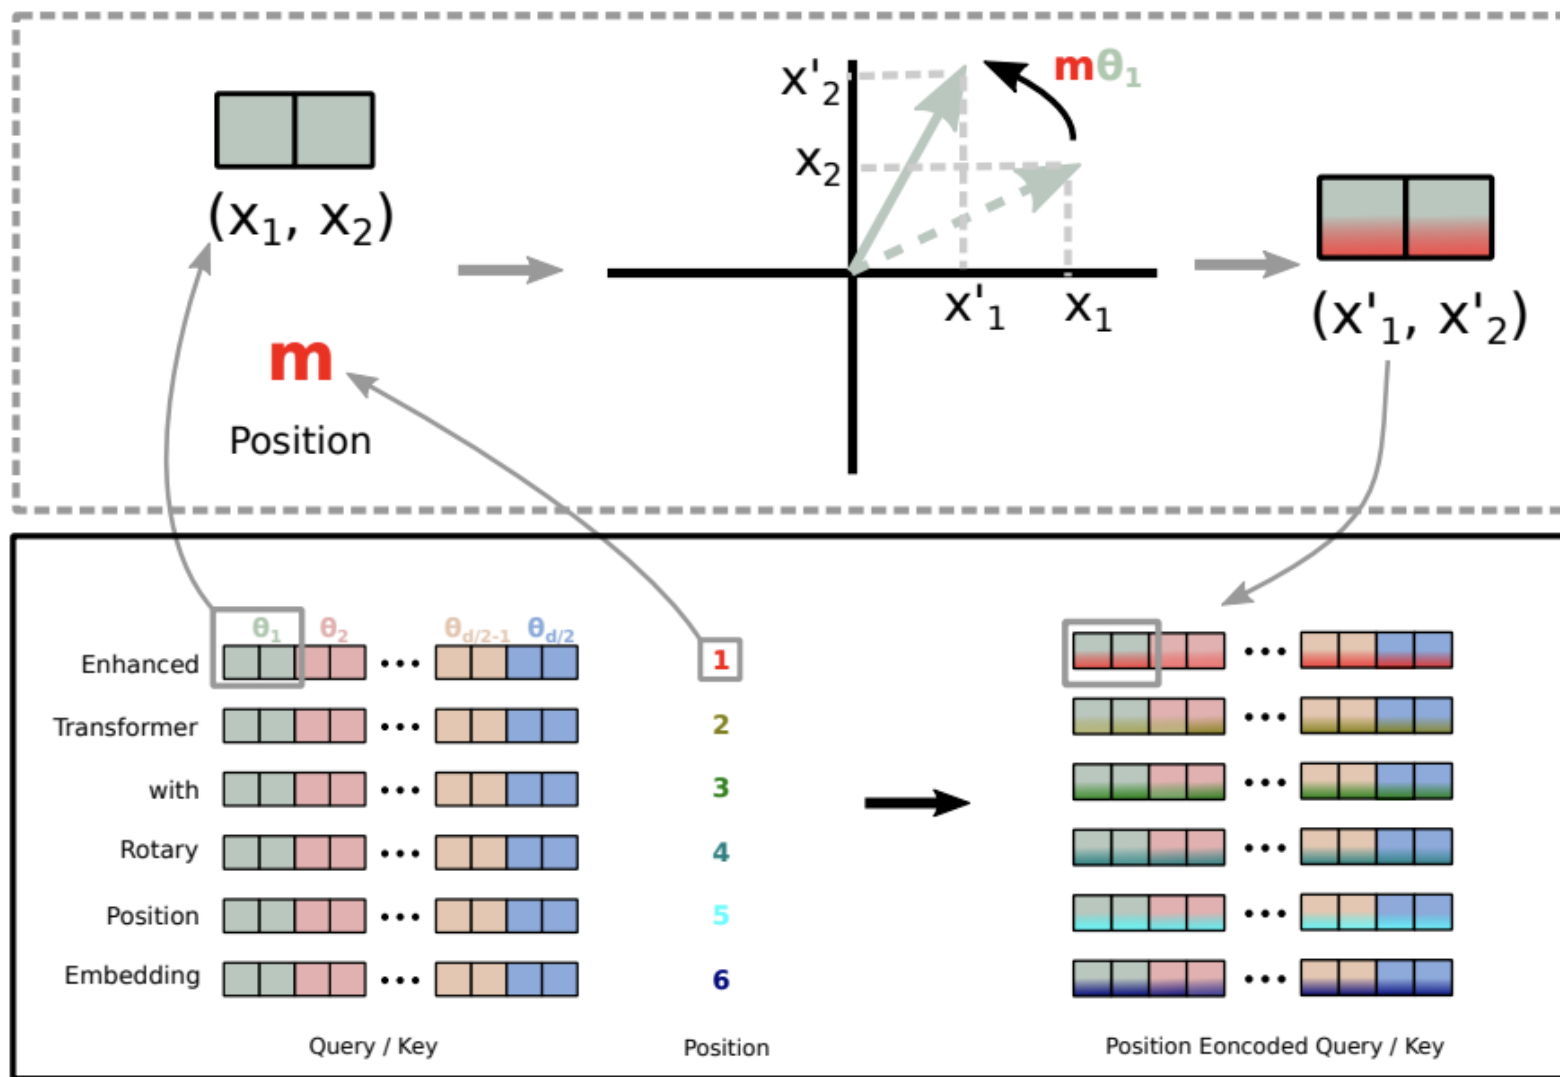 x'₂
mθ₁
x₂
(x₁, x₂)
x'₁ x₁
(x'₁, x'₂)
m
Position
θ₁ θ₂ θd/2-1 θd/2
Enhanced ••• 1 •••
Transformer ••• 2 •••
with ••• 3 •••
Rotary ••• 4 •••
Position ••• 5 •••
Embedding ••• 6 •••
Query / Key Position Position Eoncoded Query / Key